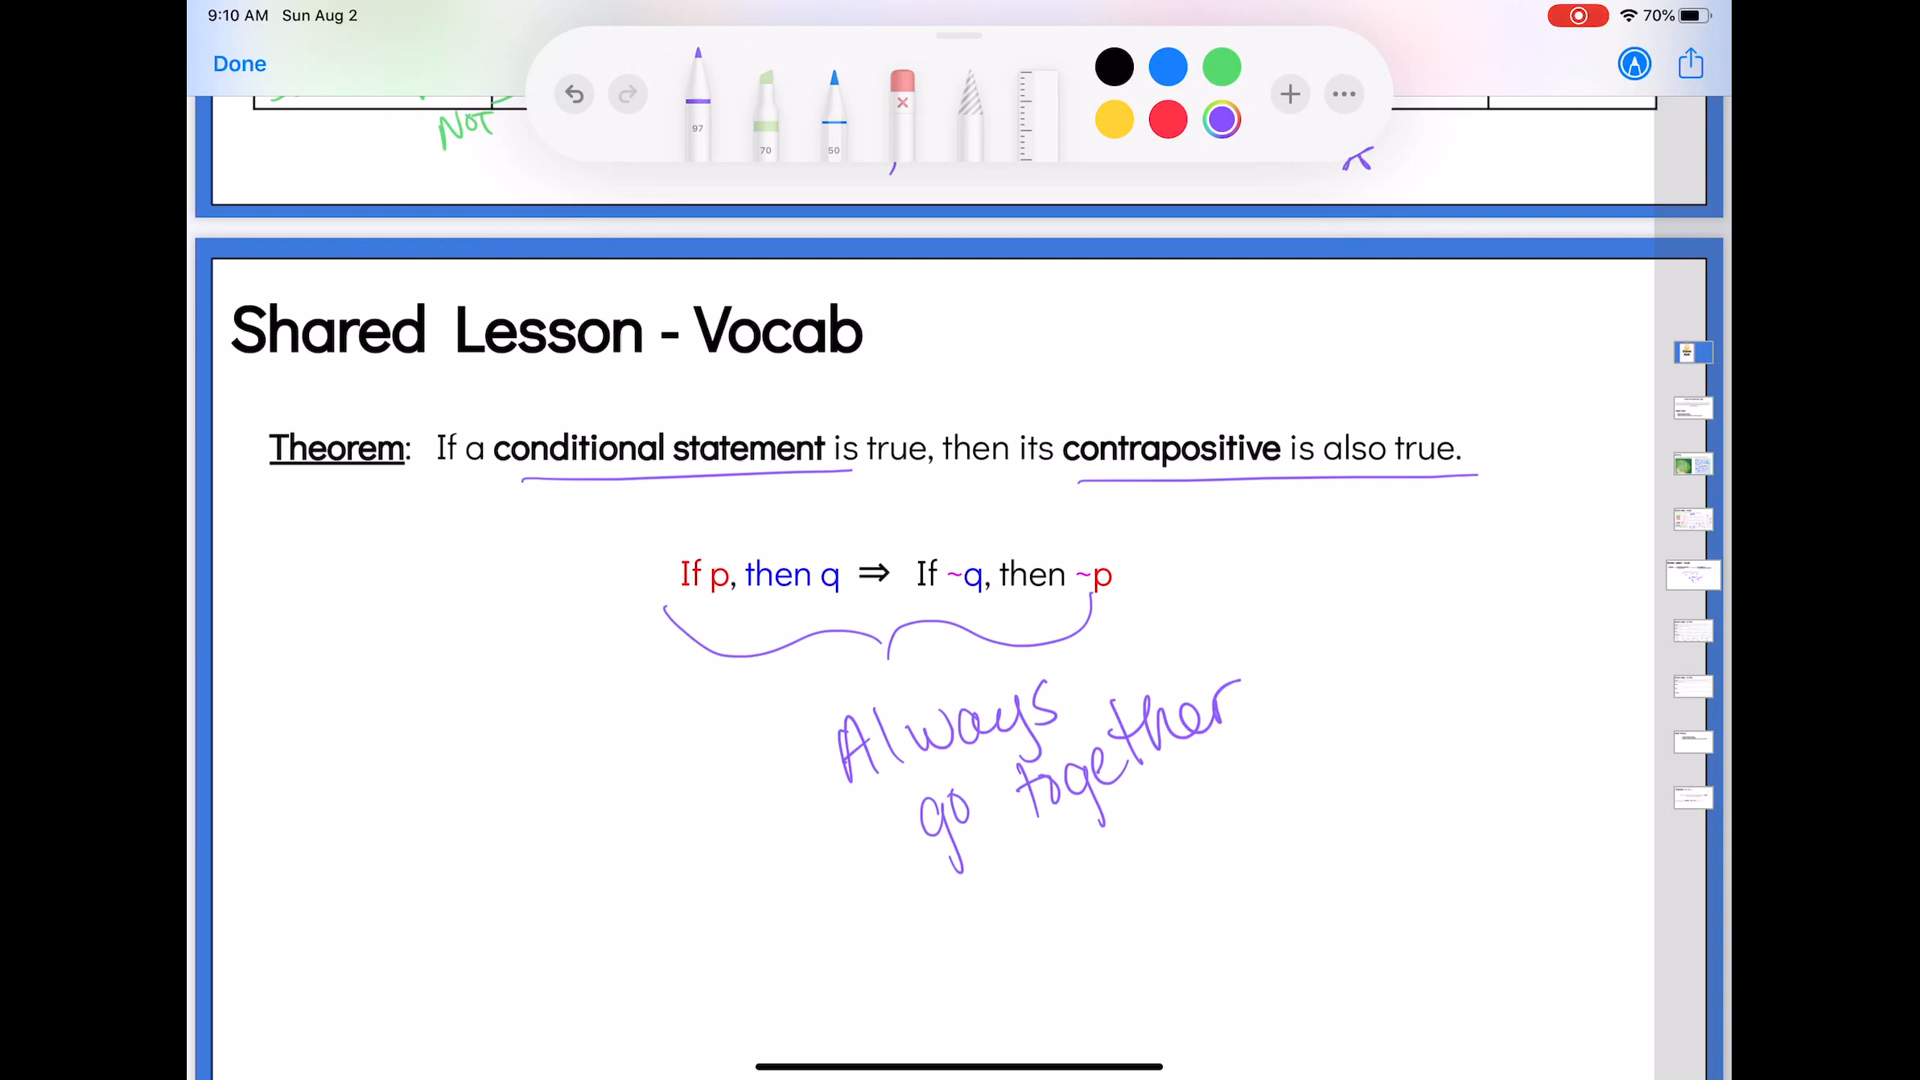 9:10 AM Sun Aug 2
70%
Done
97
70
50
NOT
Shared Lesson - Vocab
Theorem: If a conditional statement is true, then its contrapositive is also true.
If p, then q ⇒ If ~q, then ~p
Always
go together